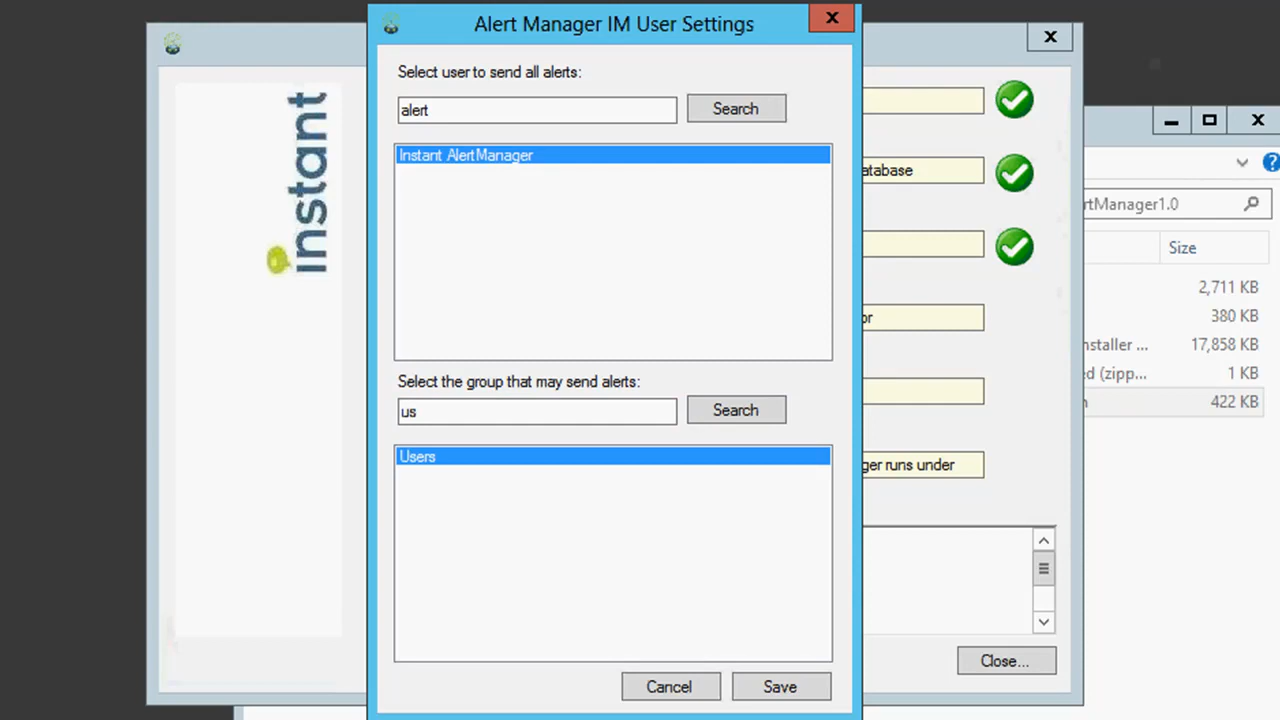 Alert Manager IM User Settings
Select user to send all alerts:
alert
Search
Instant AlertManager
Select the group that may send alerts:
us
Search
Users
Cancel
Save
instant
atabase
or
ger runs under
Close...
rtManager1.0
Size
2,711 KB
380 KB
nstaller ...
17,858 KB
ed (zipp...
1 KB
422 KB